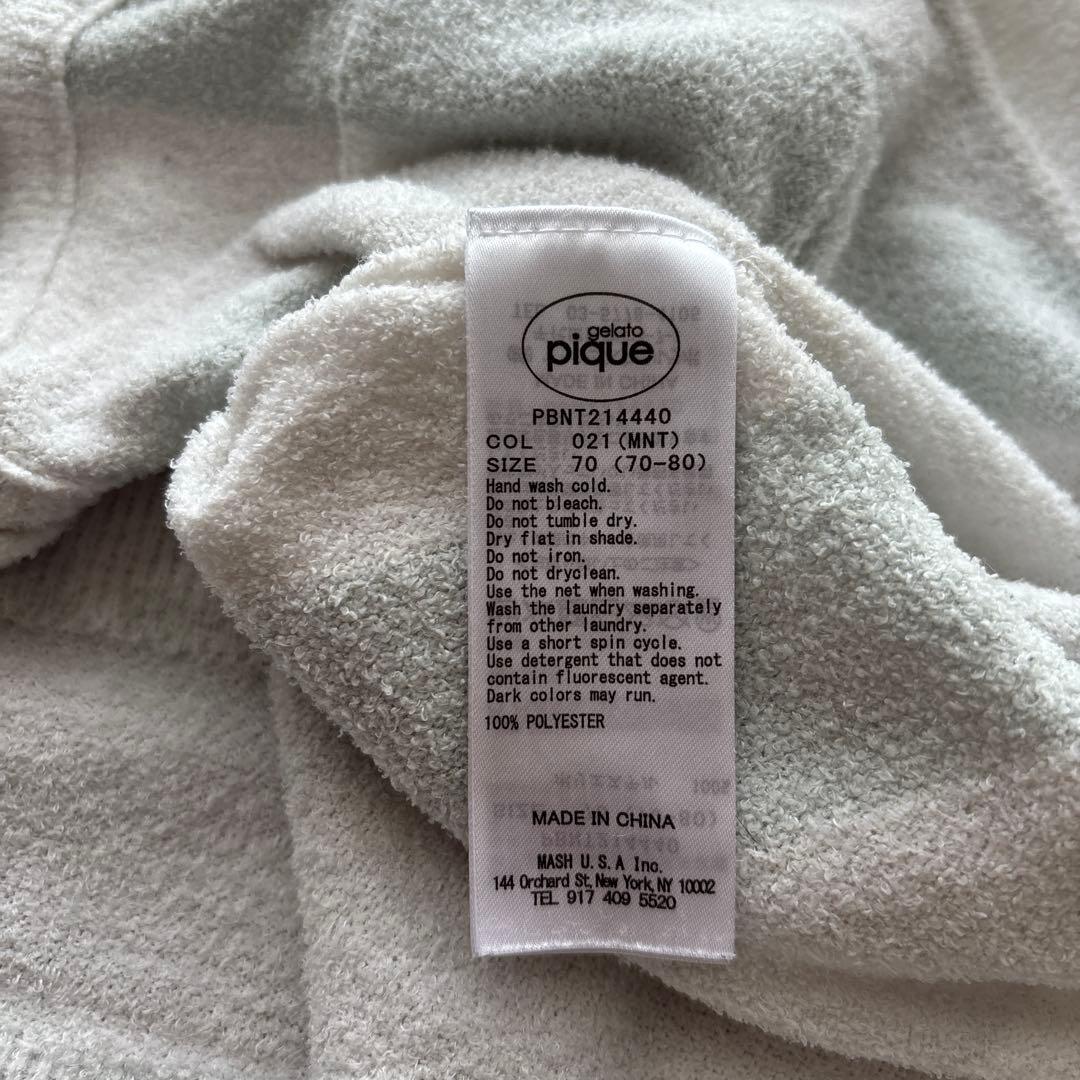 gelato
pique
PBNT214440
COL 021 (MNT)
SIZE 70 (70-80)
Hand wash cold.
Do not bleach.
Do not tumble dry.
Dry flat in shade.
Do not iron.
Do not dryclean.
Use the net when washing.
Wash the laundry separately
from other laundry.
Use a short spin cycle.
Use detergent that does not
contain fluorescent agent.
Dark colors may run.
100% POLYESTER
MADE IN CHINA
MASH U.S.A Inc.
144 Orchard St, New York, NY 10002
TEL 917 409 5520